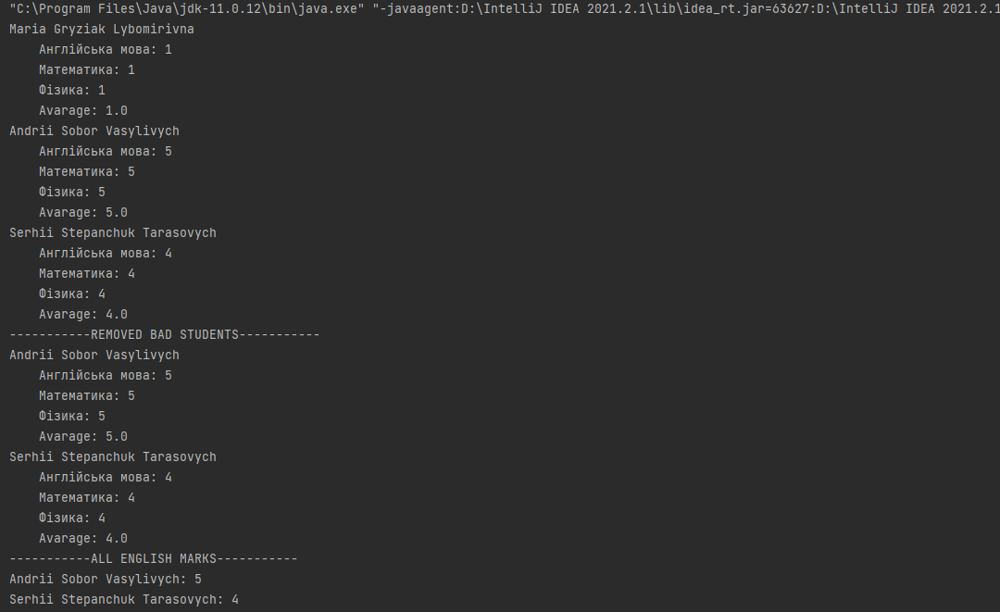 "C:\Program Files\Java\jdk-11.0.12\bin\java.exe" "-javaagent:D:\IntelliJ IDEA 2021.2.1\lib\idea_rt.jar=63627:D:\IntelliJ IDEA 2021.2.1
Maria Gryziak Lybomirivna
Англійська мова: 1
Математика: 1
Фізика: 1
Avarage: 1.0
Andrii Sobor Vasylivych
Англійська мова: 5
Математика: 5
Фізика: 5
Avarage: 5.0
Serhii Stepanchuk Tarasovych
Англійська мова: 4
Математика: 4
Фізика: 4
Avarage: 4.0
-----------REMOVED BAD STUDENTS-----------
Andrii Sobor Vasylivych
Англійська мова: 5
Математика: 5
Фізика: 5
Avarage: 5.0
Serhii Stepanchuk Tarasovych
Англійська мова: 4
Математика: 4
Фізика: 4
Avarage: 4.0
-----------ALL ENGLISH MARKS-----------
Andrii Sobor Vasylivych: 5
Serhii Stepanchuk Tarasovych: 4